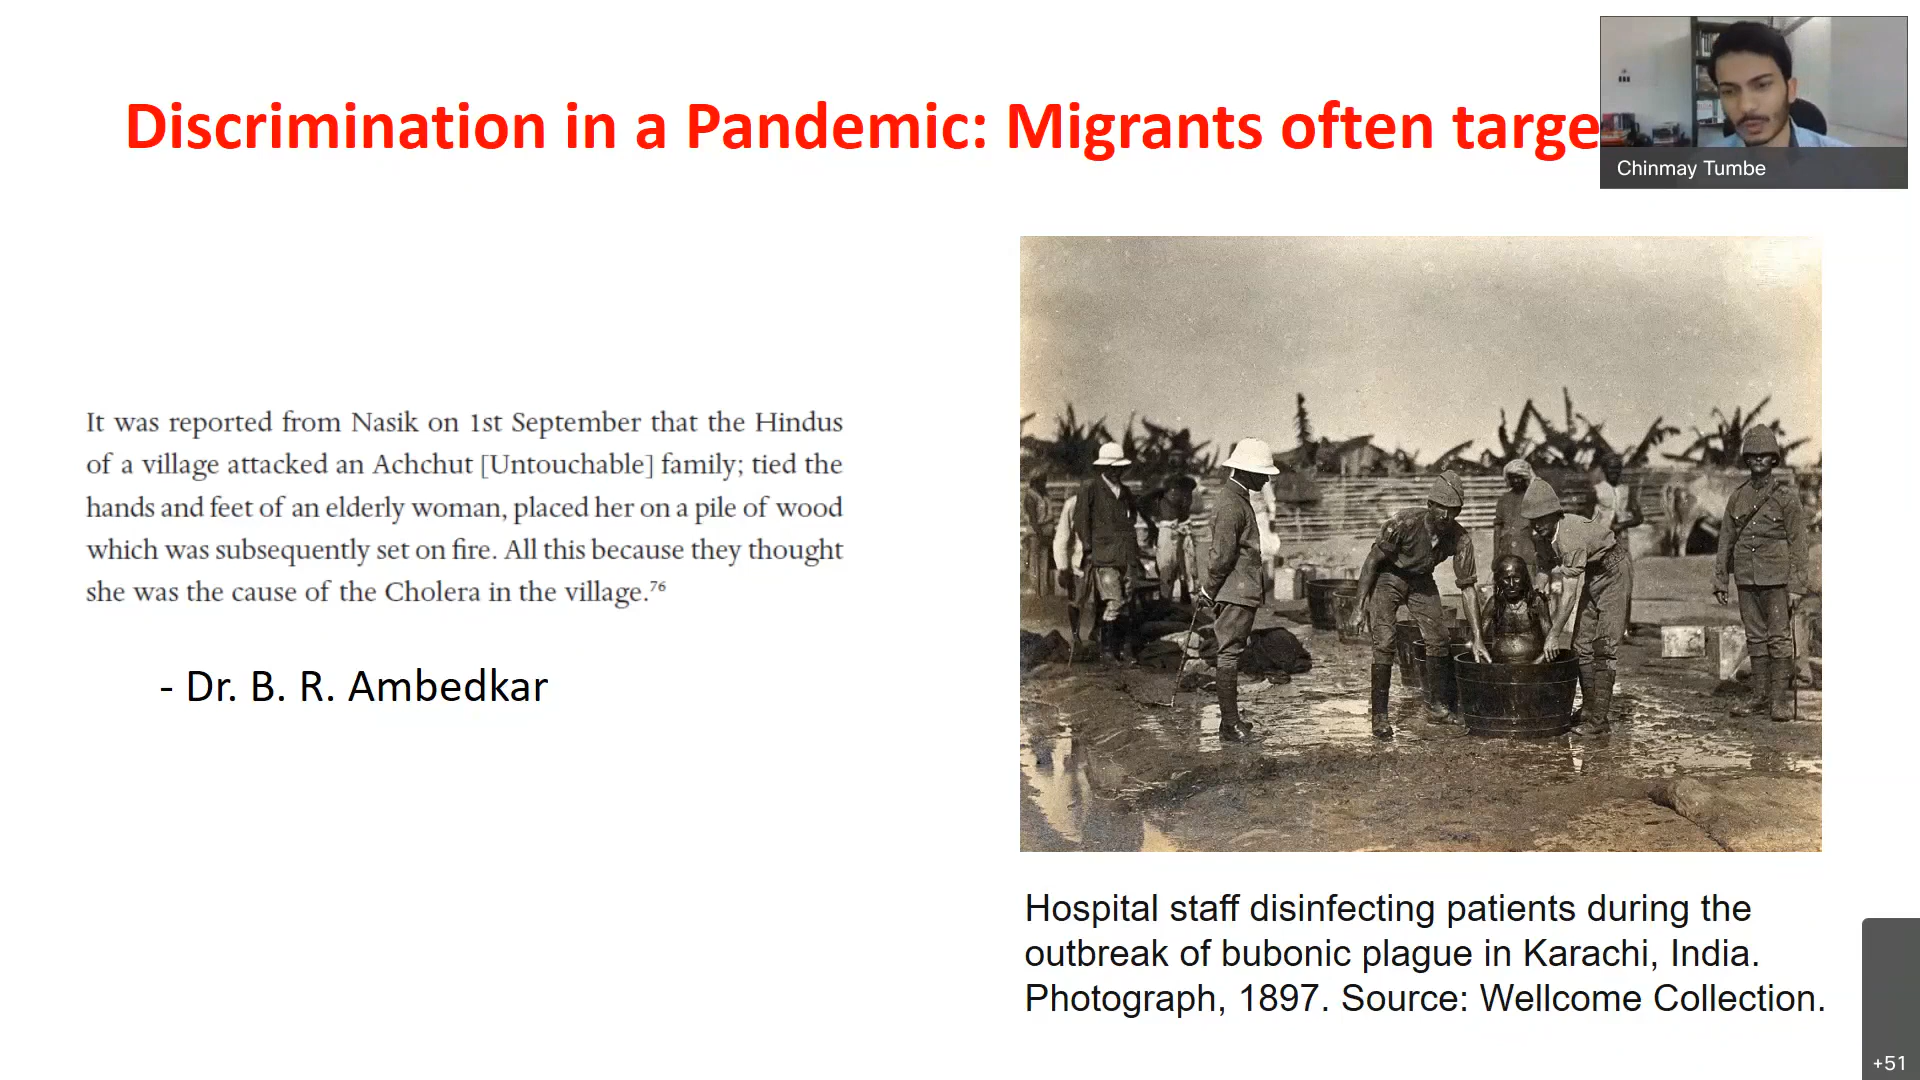 Discrimination in a Pandemic: Migrants often targe
Chinmay Tumbe
It was reported from Nasik on 1st September that the Hindus
of a village attacked an Achchut [Untouchable] family; tied the
hands and feet of an elderly woman, placed her on a pile of wood
which was subsequently set on fire. All this because they thought
she was the cause of the Cholera in the village.⁷⁶
- Dr. B. R. Ambedkar
Hospital staff disinfecting patients during the
outbreak of bubonic plague in Karachi, India.
Photograph, 1897. Source: Wellcome Collection.
+51